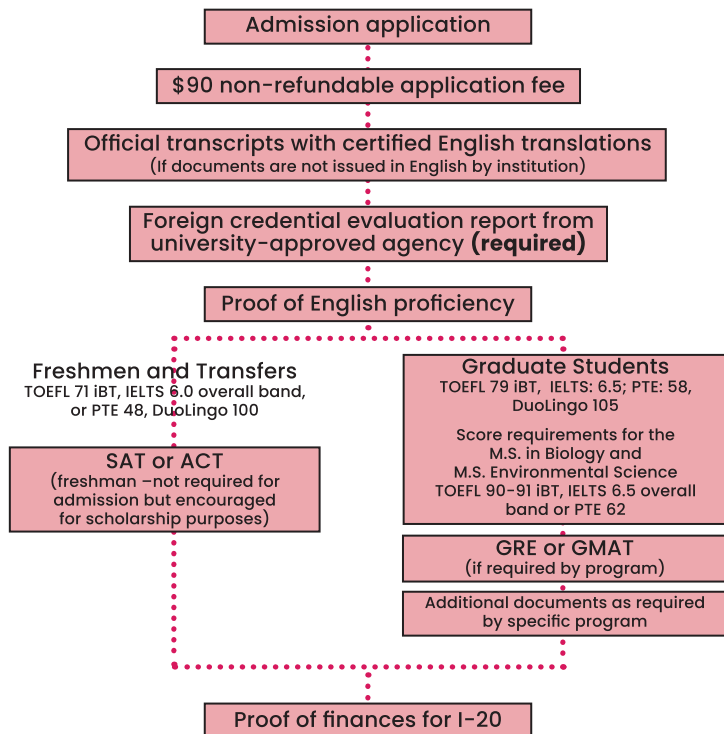 Admission application
$90 non-refundable application fee
Official transcripts with certified English translations
(If documents are not issued in English by institution)
Foreign credential evaluation report from
university-approved agency (required)
Proof of English proficiency
Freshmen and Transfers
TOEFL 71 iBT, IELTS 6.0 overall band,
or PTE 48, DuoLingo 100
SAT or ACT
(freshman –not required for
admission but encouraged
for scholarship purposes)
Graduate Students
TOEFL 79 iBT, IELTS: 6.5; PTE: 58,
DuoLingo 105
Score requirements for the
M.S. in Biology and
M.S. Environmental Science
TOEFL 90-91 iBT, IELTS 6.5 overall
band or PTE 62
GRE or GMAT
(if required by program)
Additional documents as required
by specific program
Proof of finances for I-20